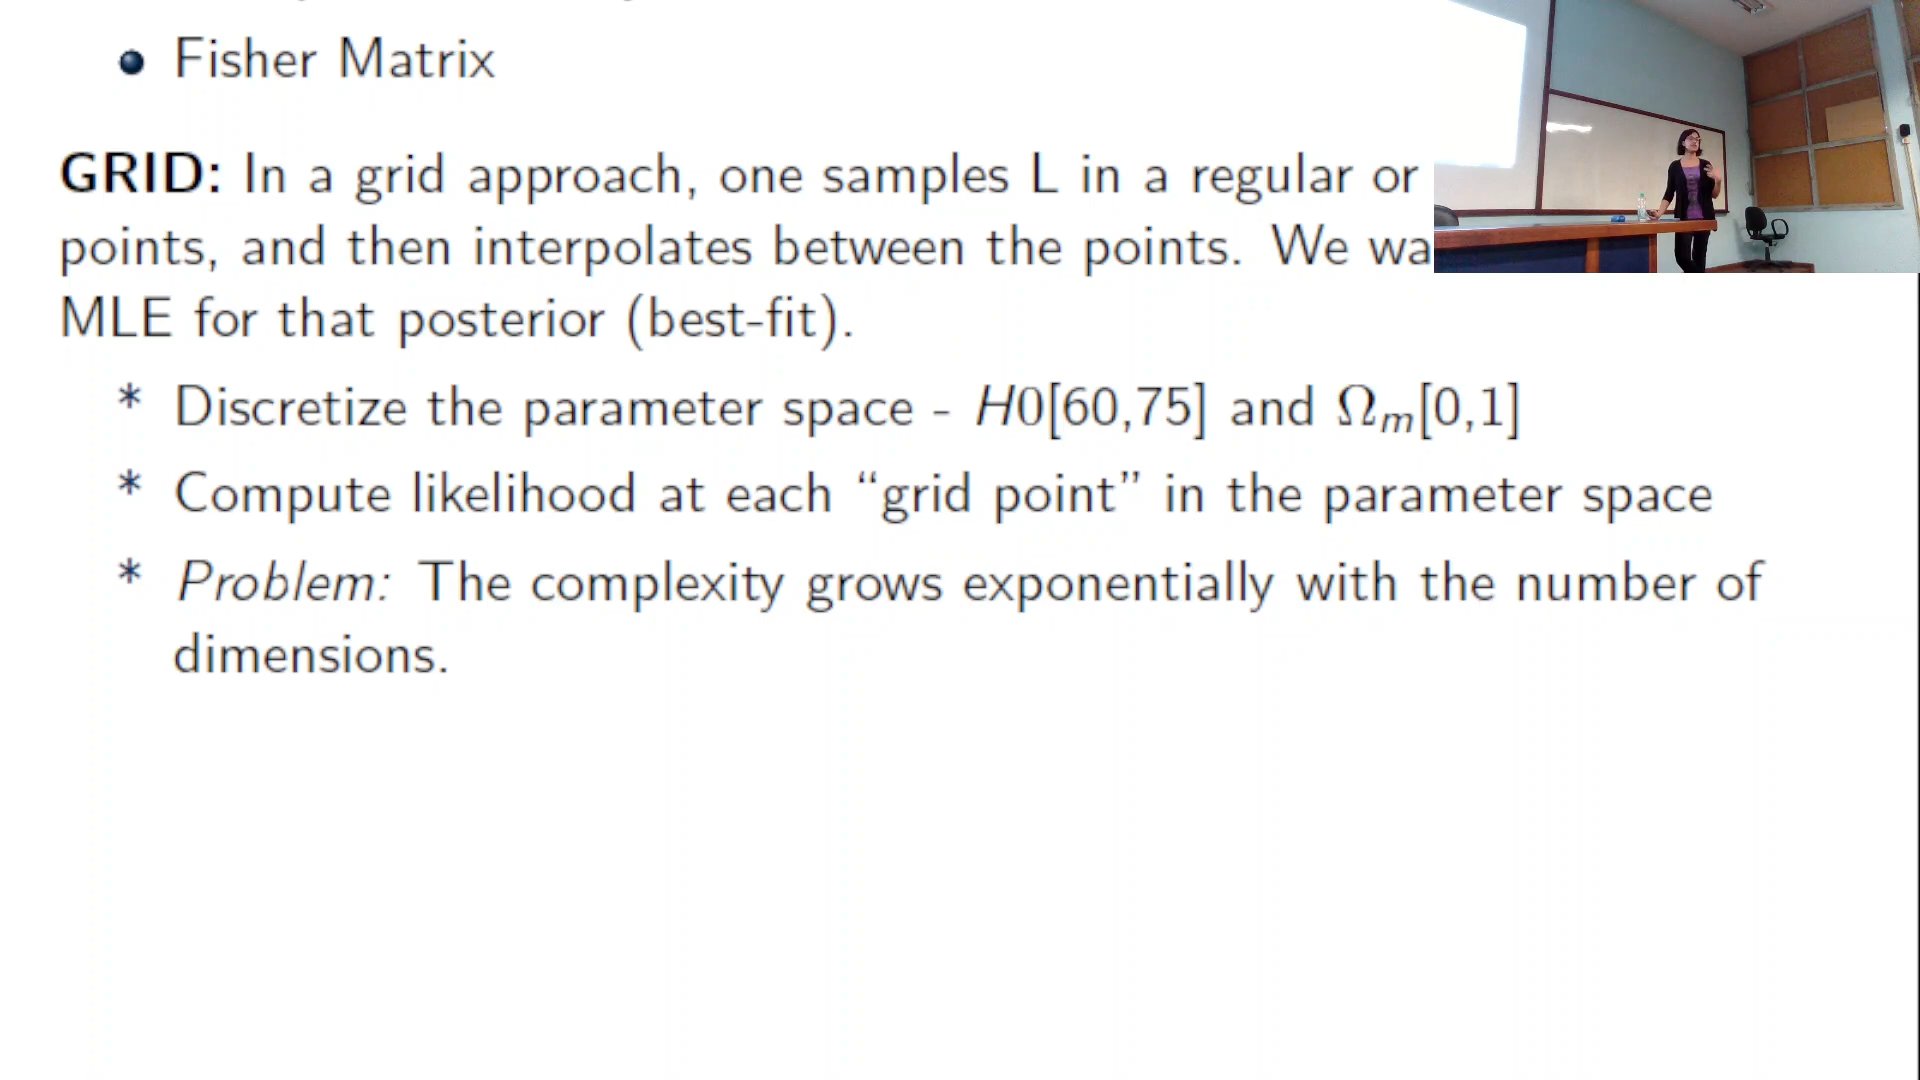 Fisher Matrix
GRID: In a grid approach, one samples L in a regular or
points, and then interpolates between the points. We wa
MLE for that posterior (best-fit).
* Discretize the parameter space - H0[60,75] and Ωm[0,1]
* Compute likelihood at each “grid point” in the parameter space
* Problem: The complexity grows exponentially with the number of
dimensions.